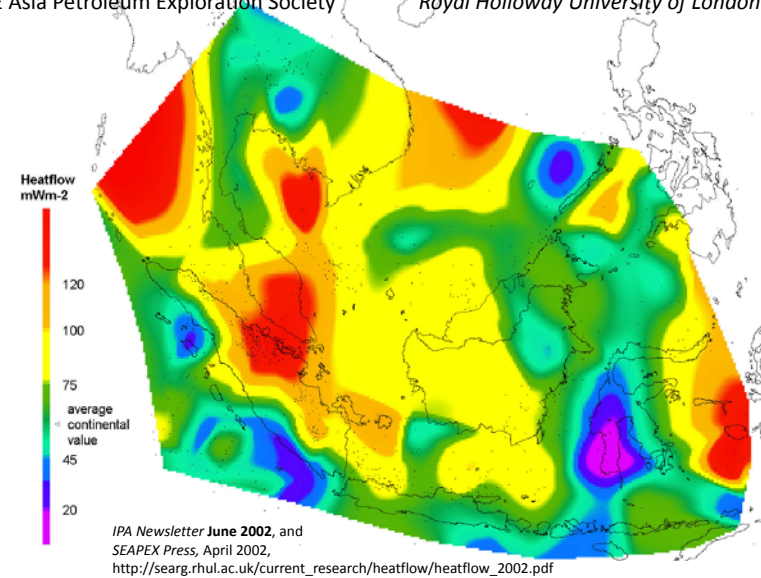 E Asia Petroleum Exploration Society
Royal Holloway University of London
Heatflow
mWm-2
120
100
75
average
continental
value
45
20
IPA Newsletter June 2002, and
SEAPEX Press, April 2002,
http://searg.rhul.ac.uk/current_research/heatflow/heatflow_2002.pdf